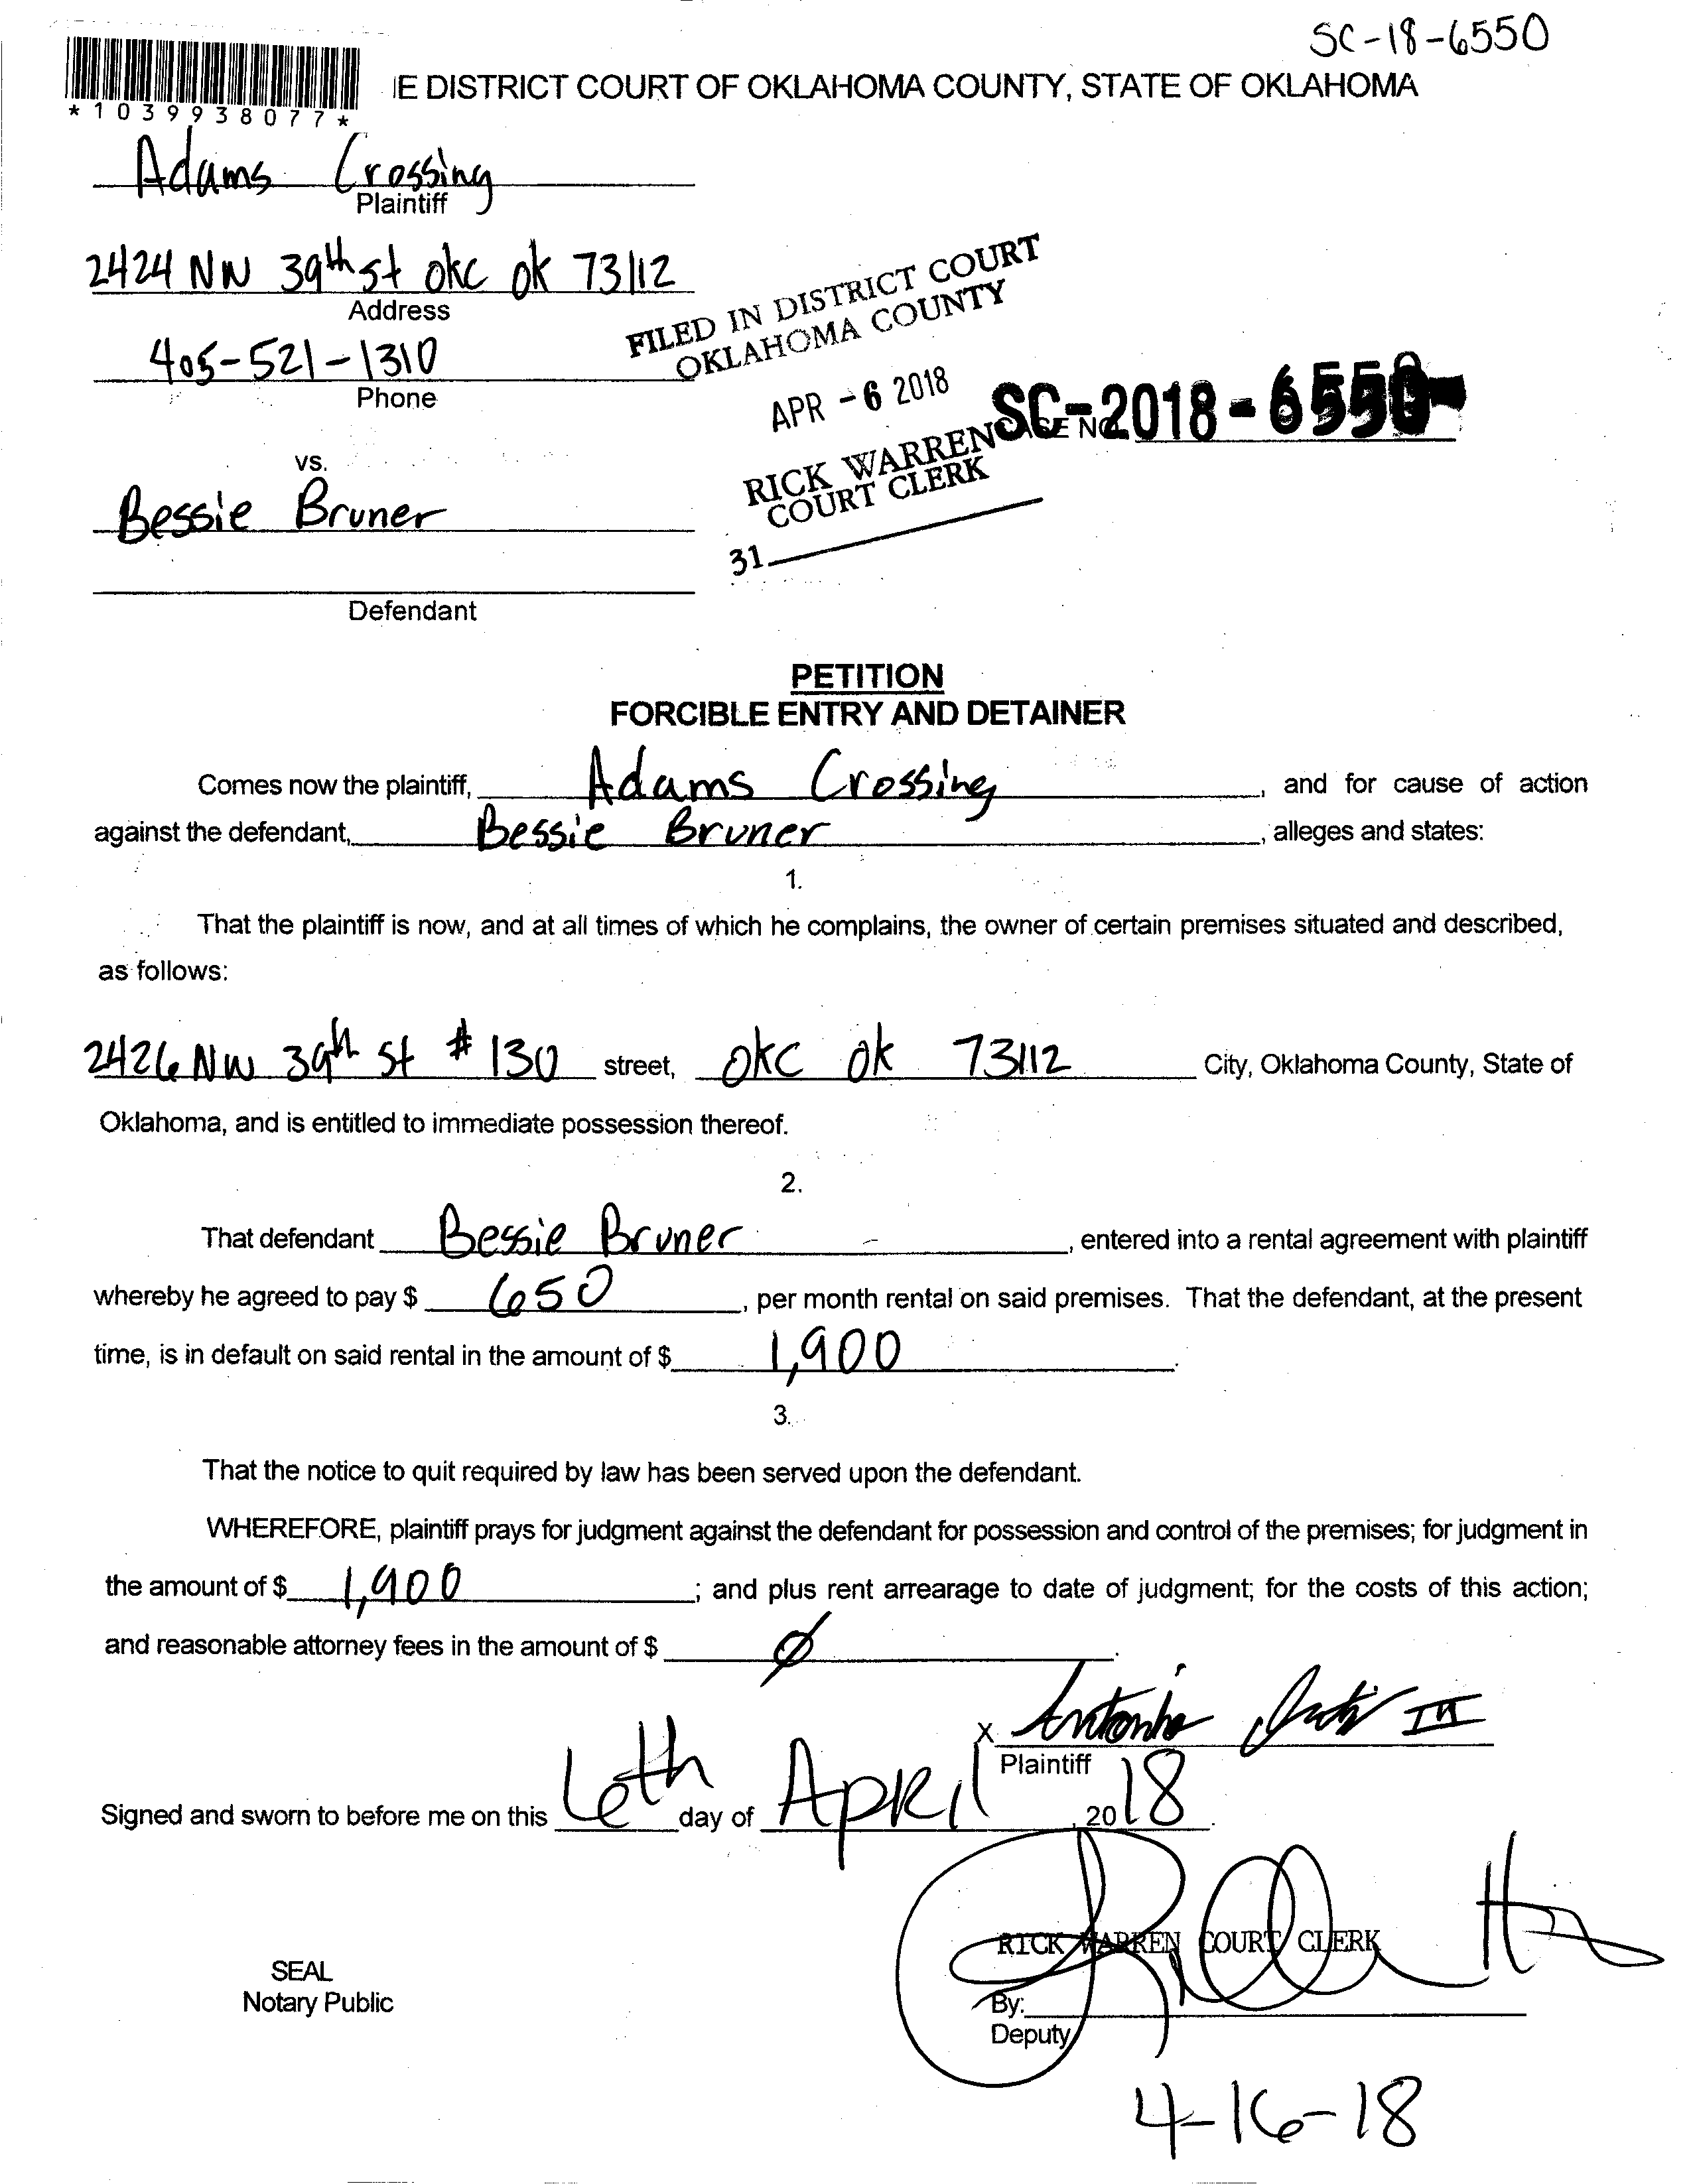 SC-18-6550
*1039938077*
IE DISTRICT COURT OF OKLAHOMA COUNTY, STATE OF OKLAHOMA
Adams Crossing
Plaintiff
2424 NW 39th st okc ok 73112
Address
405-521-1310
Phone
FILED IN DISTRICT COURT
OKLAHOMA COUNTY
APR -6 2018
RICK WARREN
COURT CLERK
31
SC-2018-6550
vs.
Bessie Bruner
Defendant
PETITION
FORCIBLE ENTRY AND DETAINER
Comes now the plaintiff, Adams Crossing, and for cause of action
against the defendant, Bessie Bruner, alleges and states:
1.
That the plaintiff is now, and at all times of which he complains, the owner of certain premises situated and described,
as follows:
2426 NW 39th St # 130 street, okc ok 73112 City, Oklahoma County, State of
Oklahoma, and is entitled to immediate possession thereof.
2.
That defendant Bessie Bruner, entered into a rental agreement with plaintiff
whereby he agreed to pay $ 650, per month rental on said premises. That the defendant, at the present
time, is in default on said rental in the amount of $ 1,900.
3.
That the notice to quit required by law has been served upon the defendant.
WHEREFORE, plaintiff prays for judgment against the defendant for possession and control of the premises; for judgment in
the amount of $ 1,900; and plus rent arrearage to date of judgment; for the costs of this action;
and reasonable attorney fees in the amount of $ Ø.
X Antonio III
Plaintiff
Signed and sworn to before me on this 6th day of April, 2018.
RICK WARREN COURT CLERK
SEAL
Notary Public
By:
Deputy
4-16-18